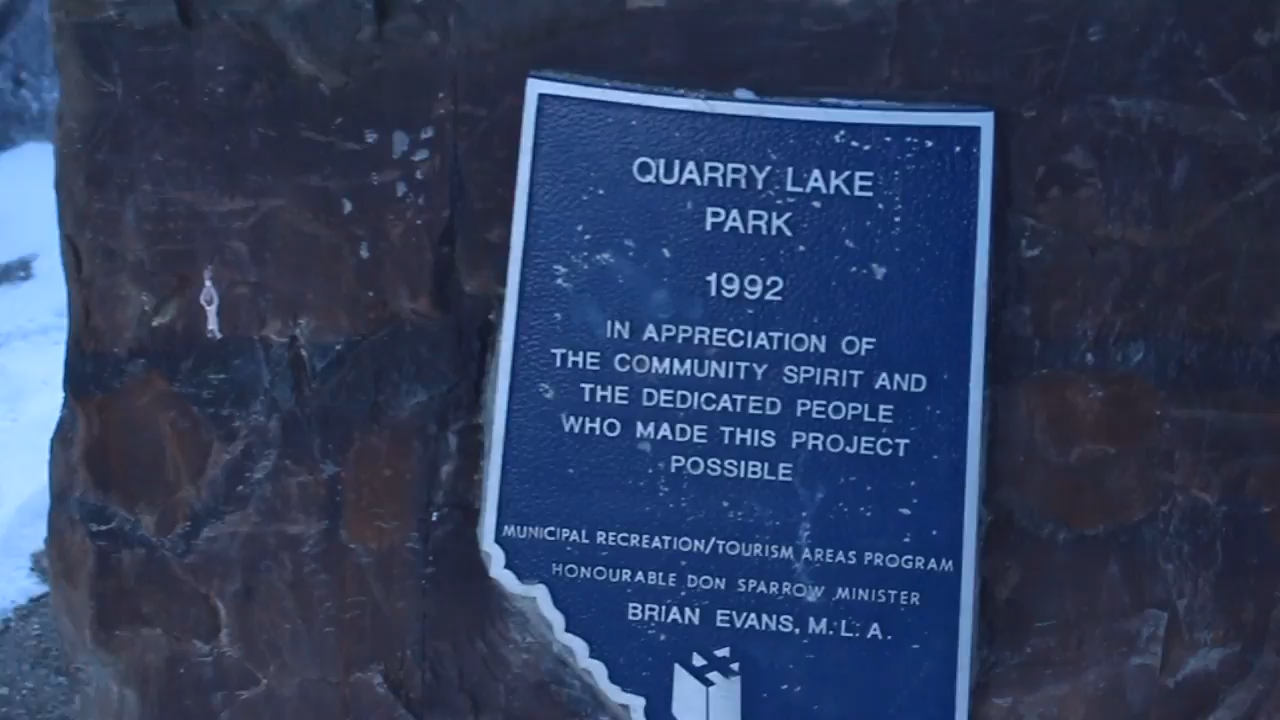 QUARRY LAKE
PARK
1992
IN APPRECIATION OF
THE COMMUNITY SPIRIT AND
THE DEDICATED PEOPLE
WHO MADE THIS PROJECT
POSSIBLE
MUNICIPAL RECREATION/TOURISM AREAS PROGRAM
HONOURABLE DON SPARROW MINISTER
BRIAN EVANS, M.L.A.